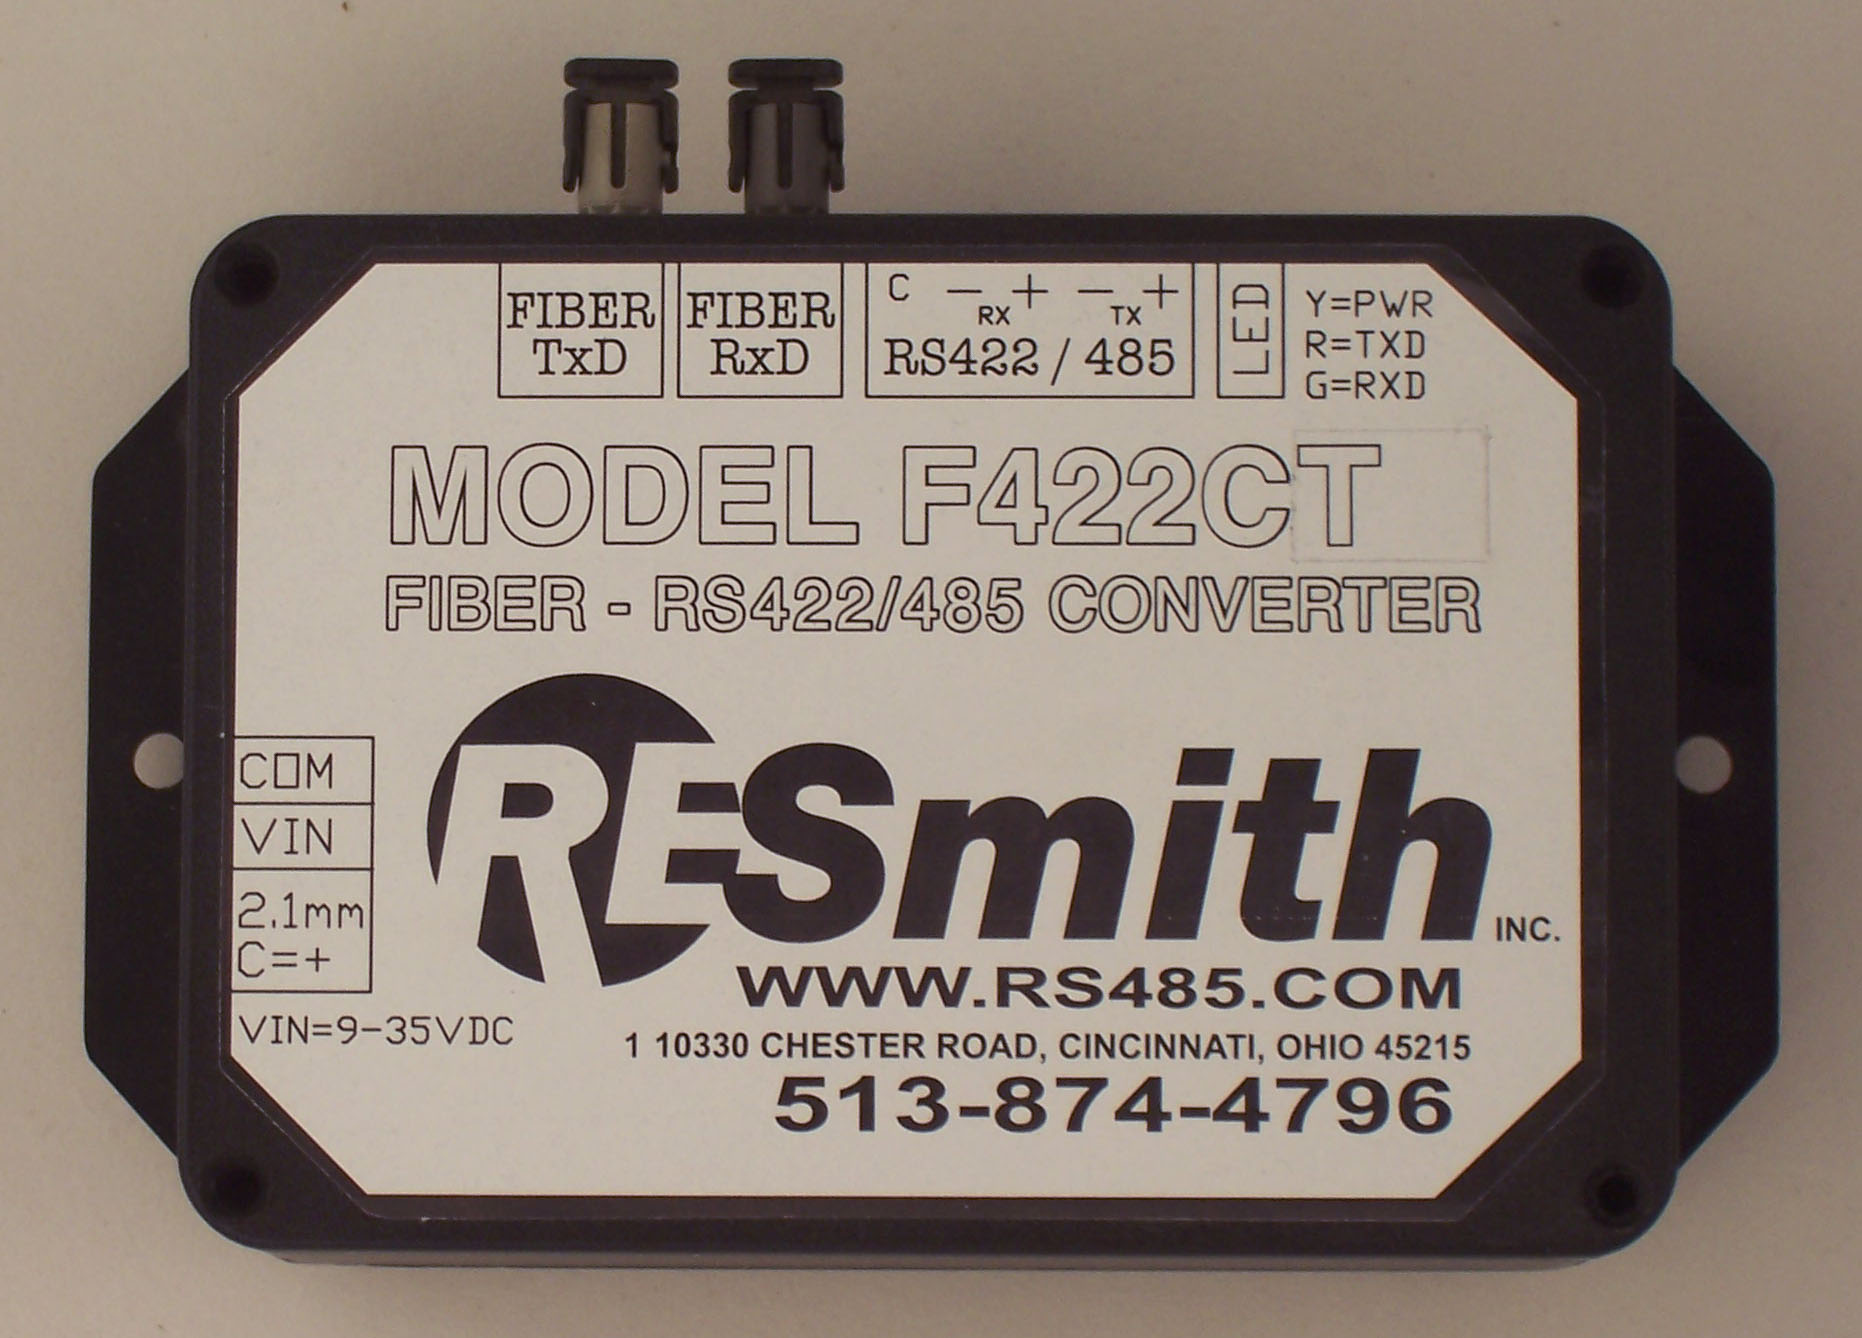 FIBER TxD
FIBER RxD
C - RX + - TX +
RS422 / 485
LED
Y=PWR
R=TXD
G=RXD
MODEL F422CT
FIBER - RS422/485 CONVERTER
COM
VIN
2.1mm
C=+
VIN=9-35VDC
RESmith INC.
WWW.RS485.COM
1 10330 CHESTER ROAD, CINCINNATI, OHIO 45215
513-874-4796